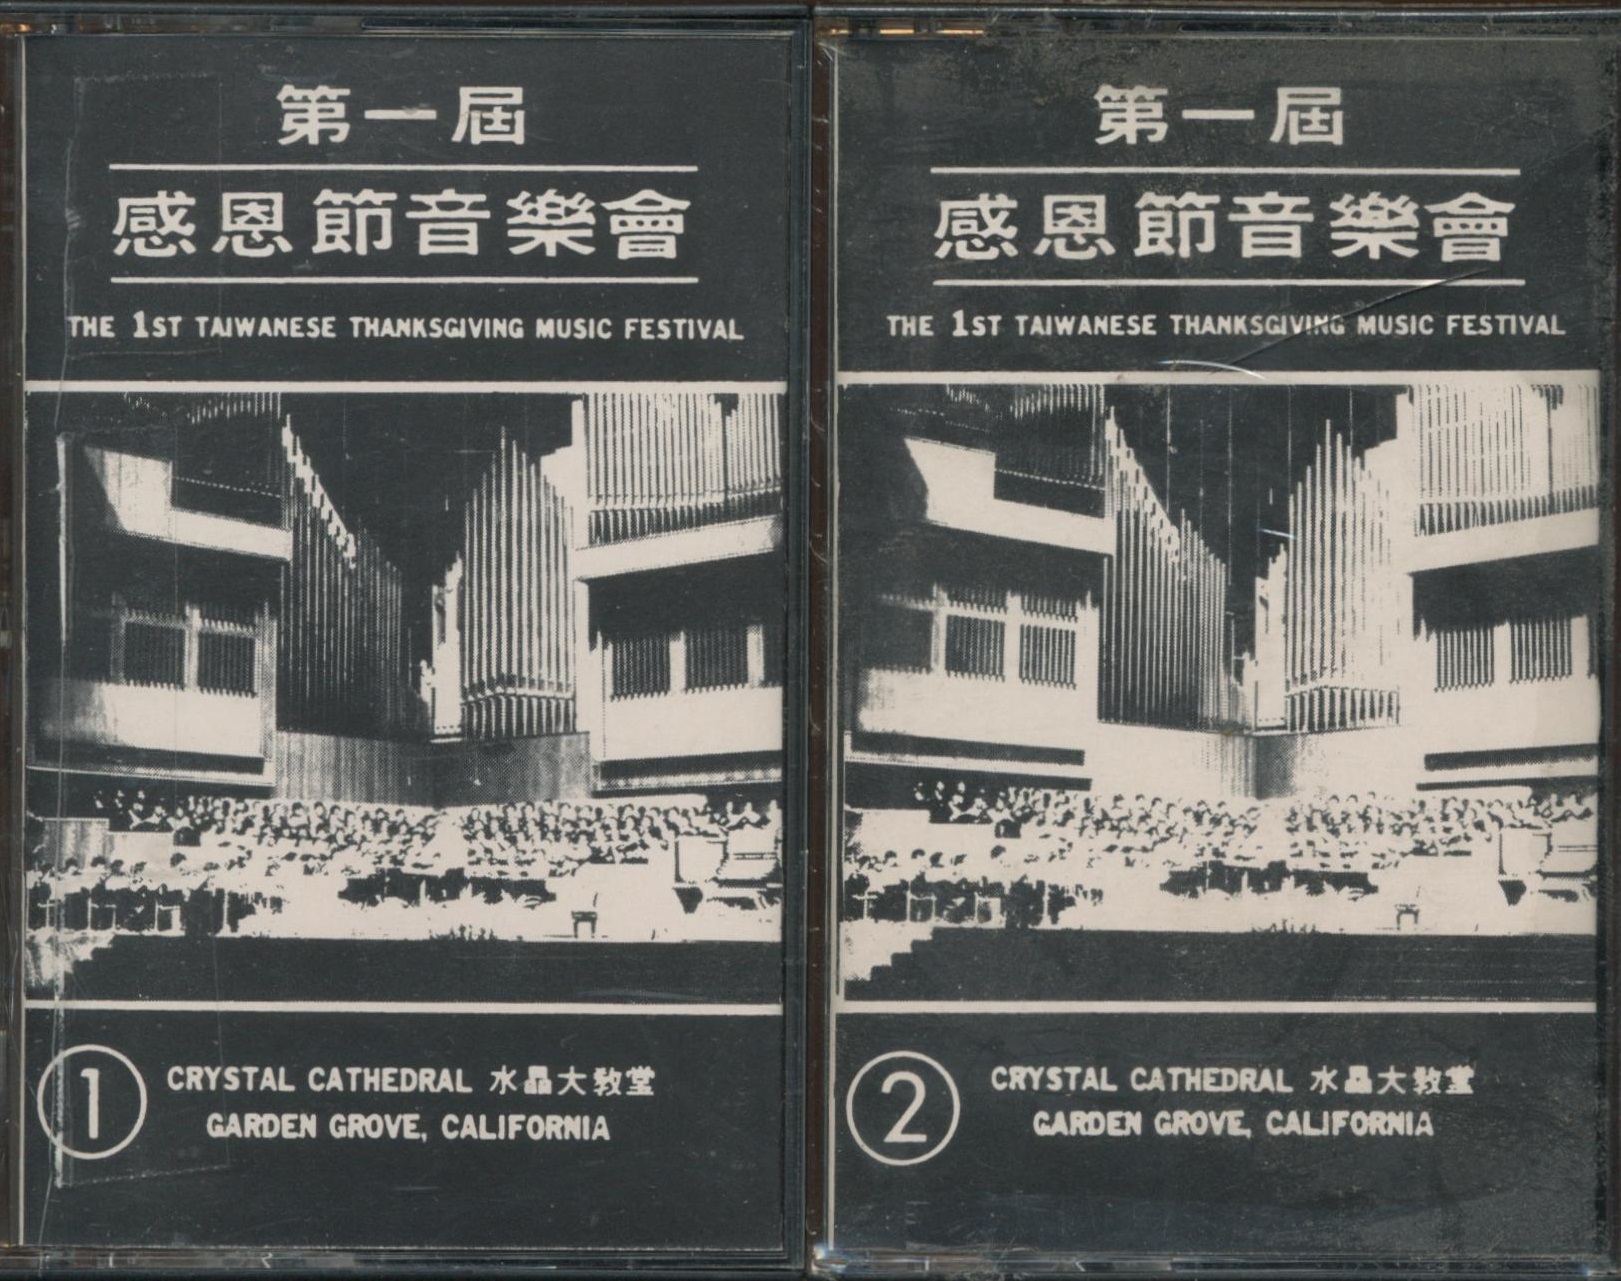 第一屆
感恩節音樂會
THE 1ST TAIWANESE THANKSGIVING MUSIC FESTIVAL
1 CRYSTAL CATHEDRAL 水晶大教堂
GARDEN GROVE, CALIFORNIA
第一屆
感恩節音樂會
THE 1ST TAIWANESE THANKSGIVING MUSIC FESTIVAL
2 CRYSTAL CATHEDRAL 水晶大教堂
GARDEN GROVE, CALIFORNIA